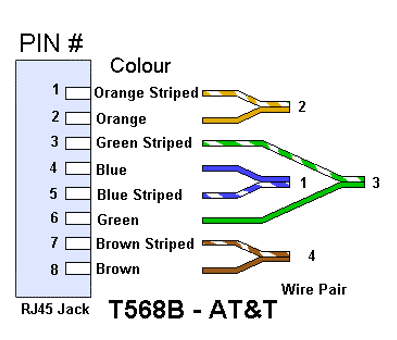 PIN #
Colour
1 Orange Striped
2 Orange
2
3 Green Striped
4 Blue
1
3
5 Blue Striped
6 Green
7 Brown Striped
4
8 Brown
Wire Pair
RJ45 Jack
T568B - AT&T